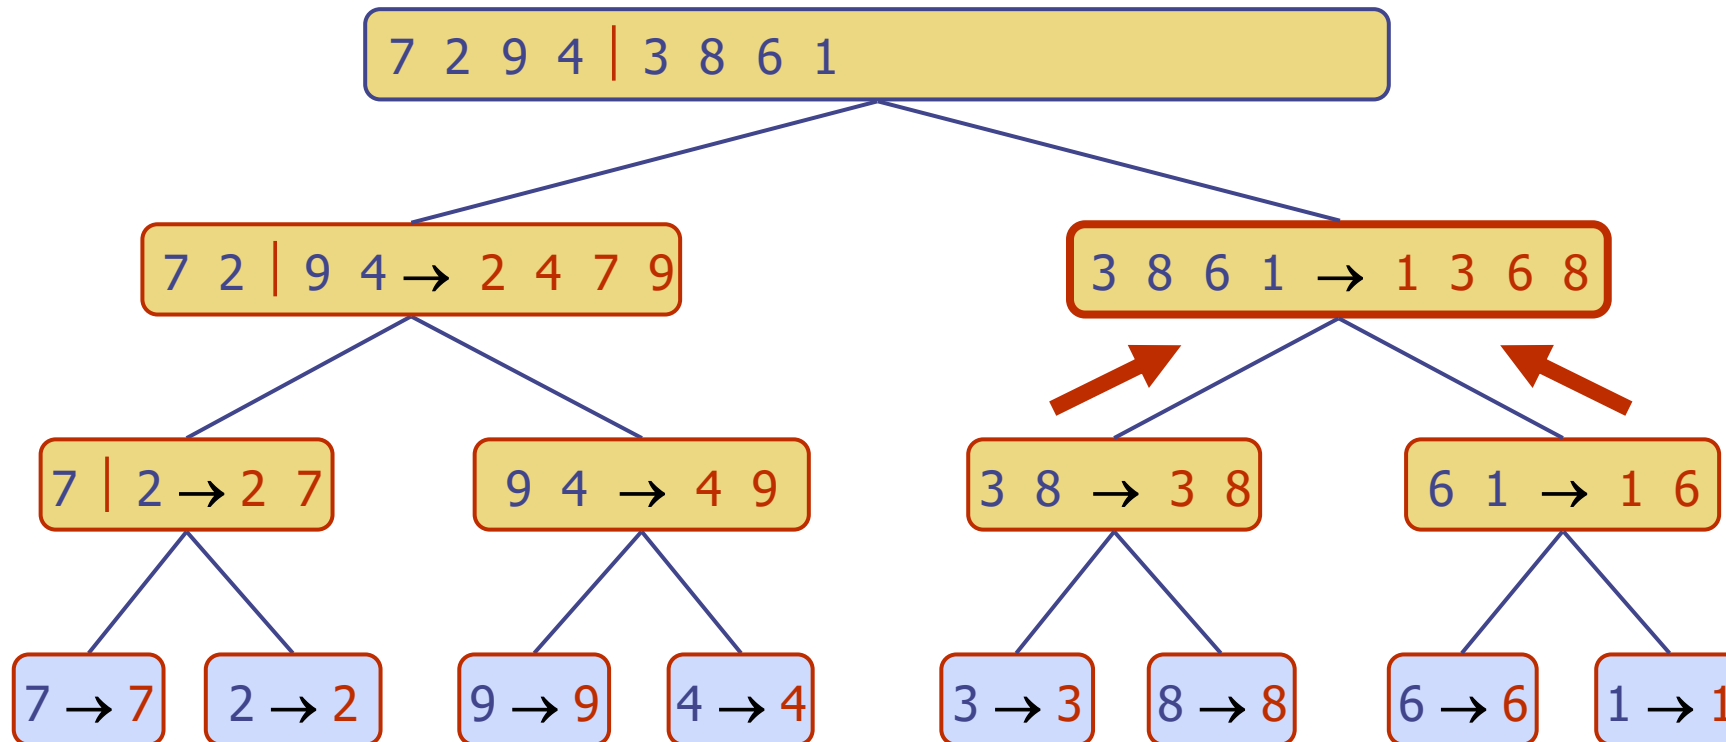 7 2 9 4 | 3 8 6 1
7 2 | 9 4 → 2 4 7 9
3 8 6 1 → 1 3 6 8
7 | 2 → 2 7
9 4 → 4 9
3 8 → 3 8
6 1 → 1 6
7 → 7
2 → 2
9 → 9
4 → 4
3 → 3
8 → 8
6 → 6
1 → 1